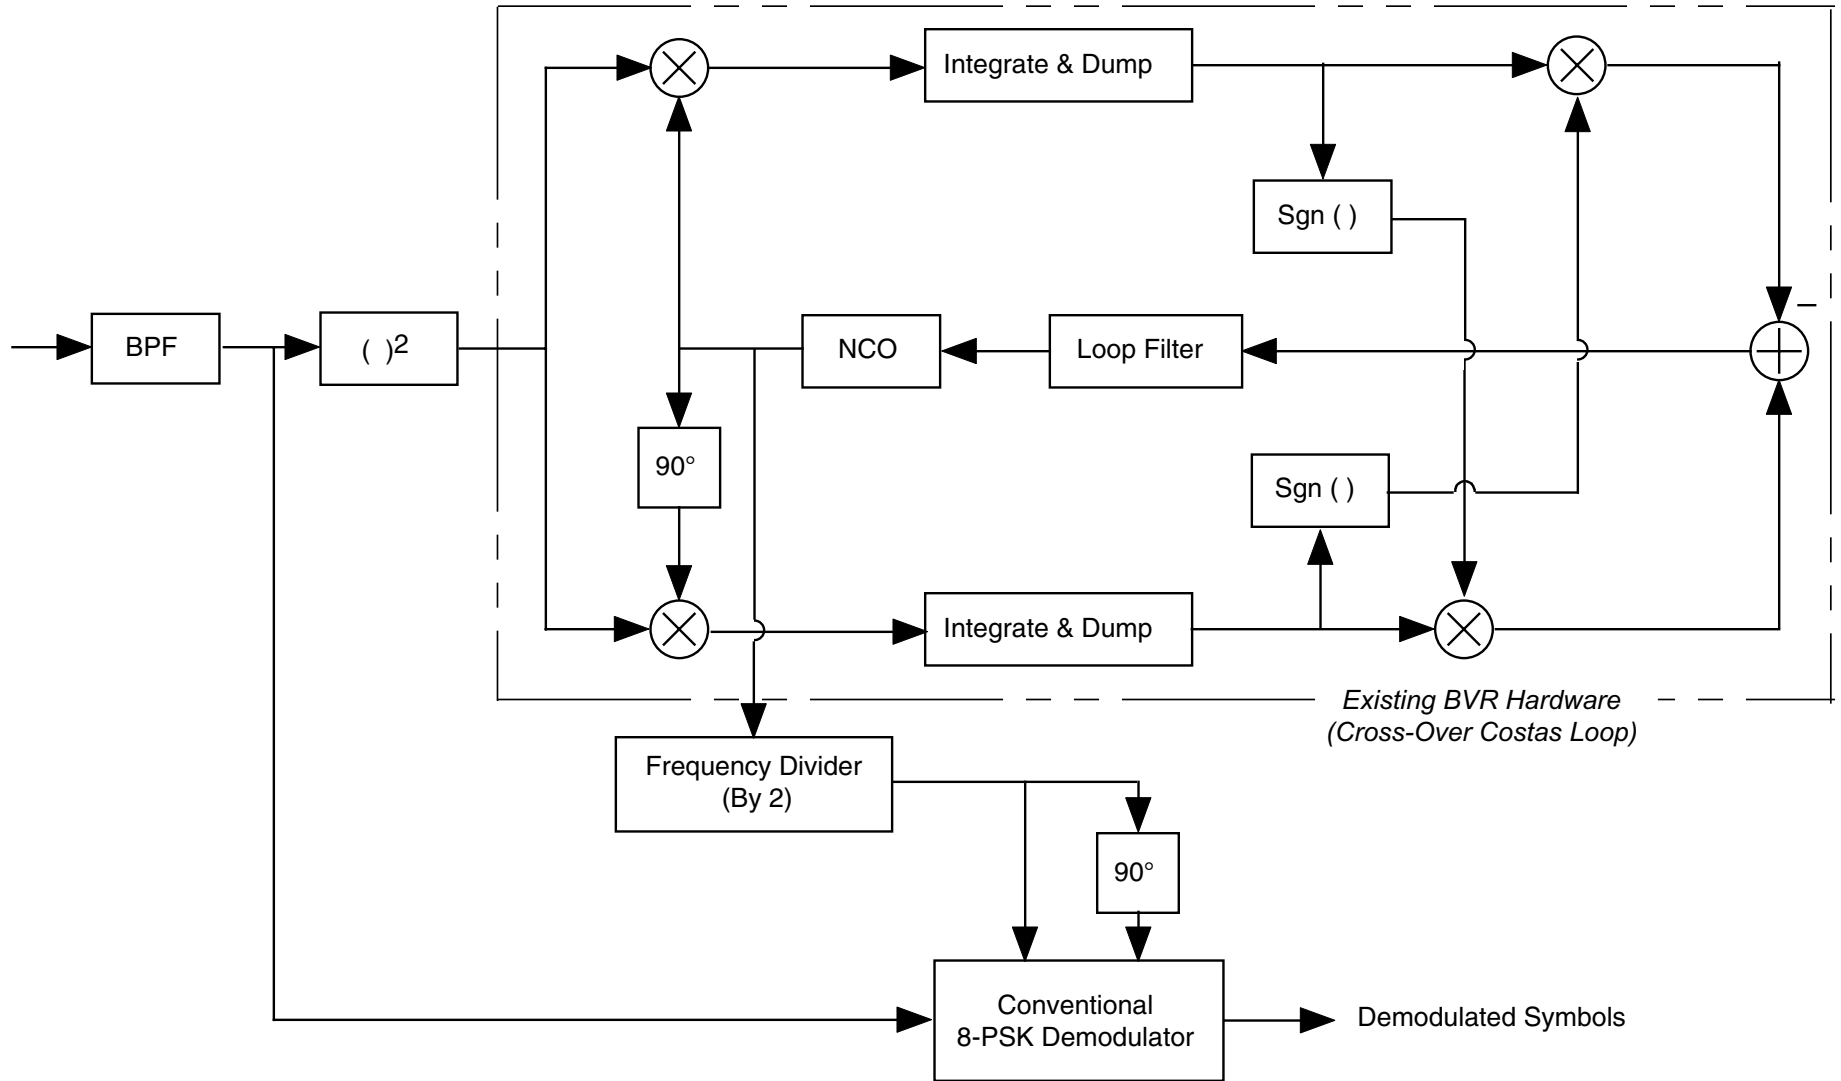 Integrate & Dump
Sgn ( )
BPF
( )2
NCO
Loop Filter
–
90°
Sgn ( )
Integrate & Dump
Existing BVR Hardware
(Cross-Over Costas Loop)
Frequency Divider
(By 2)
90°
Conventional
8-PSK Demodulator
Demodulated Symbols